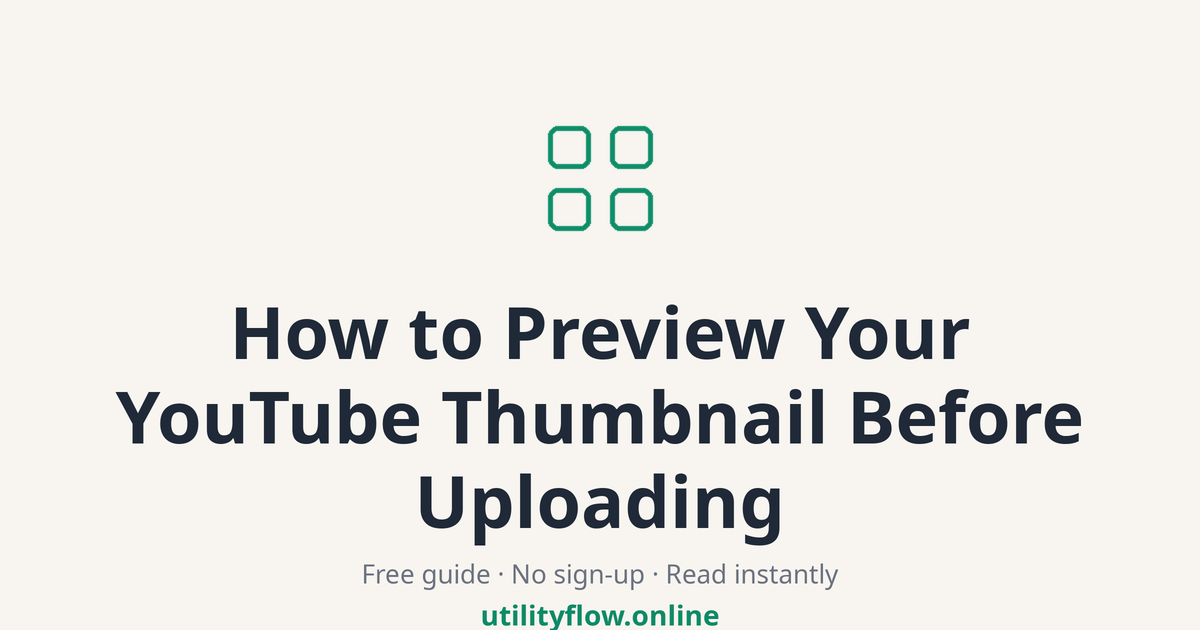 How to Preview Your
YouTube Thumbnail Before
Uploading
Free guide · No sign-up · Read instantly
utilityflow.online